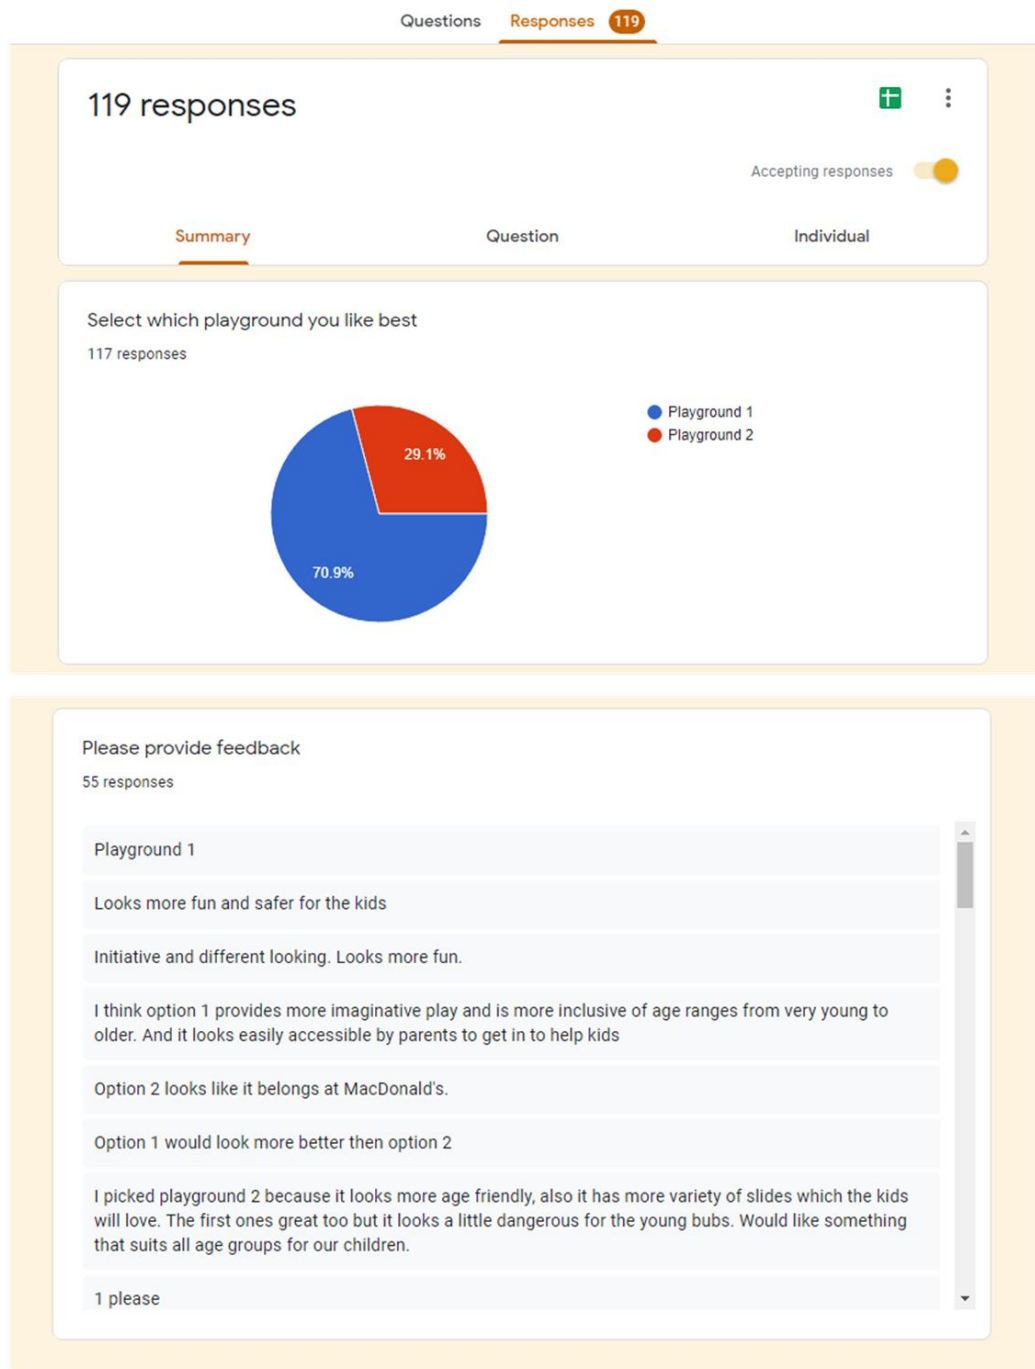 Questions Responses 119
119 responses
Accepting responses
Summary Question Individual
Select which playground you like best
117 responses
Playground 1
Playground 2
29.1%
70.9%
Please provide feedback
55 responses
Playground 1
Looks more fun and safer for the kids
Initiative and different looking. Looks more fun.
I think option 1 provides more imaginative play and is more inclusive of age ranges from very young to
older. And it looks easily accessible by parents to get in to help kids
Option 2 looks like it belongs at MacDonald's.
Option 1 would look more better then option 2
I picked playground 2 because it looks more age friendly, also it has more variety of slides which the kids
will love. The first ones great too but it looks a little dangerous for the young bubs. Would like something
that suits all age groups for our children.
1 please